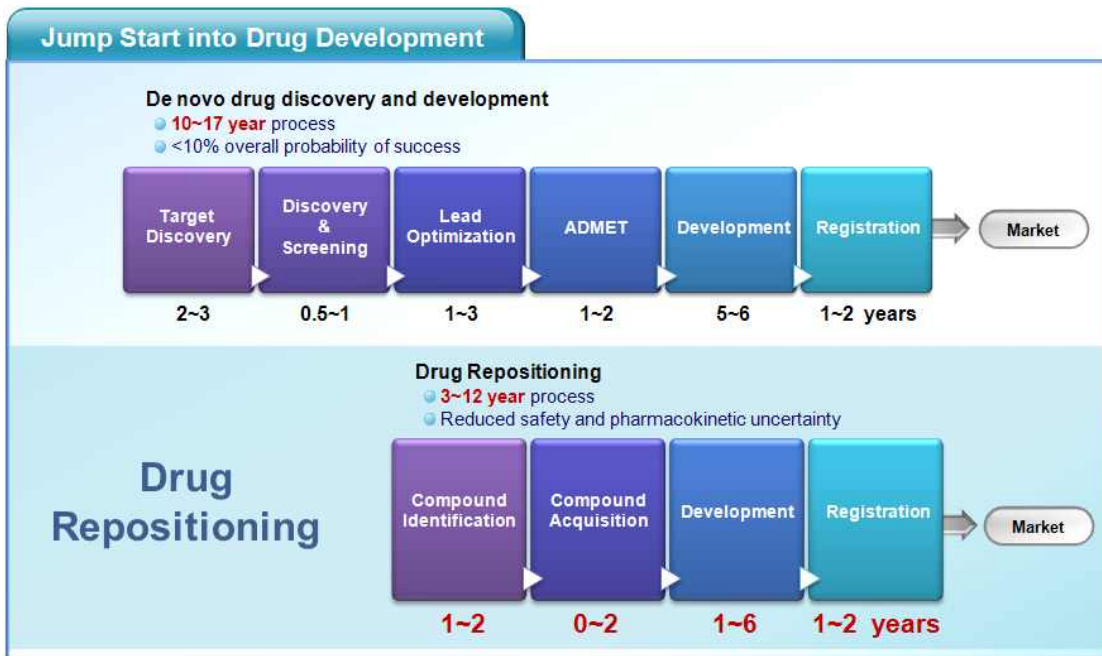 Jump Start into Drug Development
De novo drug discovery and development
10~17 year process
<10% overall probability of success
Target
Discovery
Discovery
&
Screening
Lead
Optimization
ADMET
Development
Registration
Market
2~3
0.5~1
1~3
1~2
5~6
1~2 years
Drug Repositioning
3~12 year process
Reduced safety and pharmacokinetic uncertainty
Drug
Repositioning
Compound
Identification
Compound
Acquisition
Development
Registration
Market
1~2
0~2
1~6
1~2 years